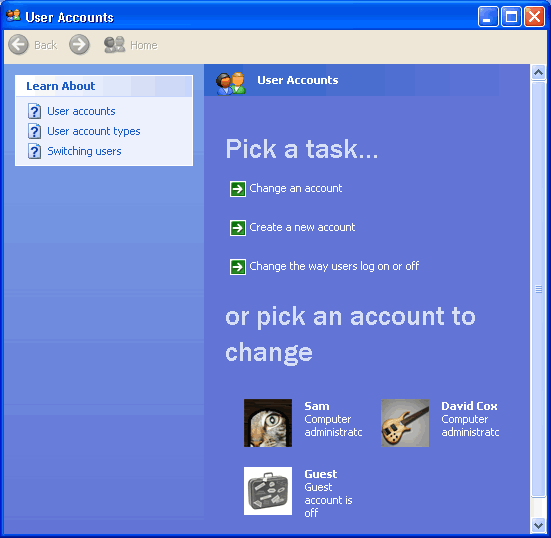 User Accounts
Back
Home
Learn About
User accounts
User account types
Switching users
User Accounts
Pick a task...
Change an account
Create a new account
Change the way users log on or off
or pick an account to
change
Sam
Computer
administratc
David Cox
Computer
administratc
Guest
Guest
account is
off